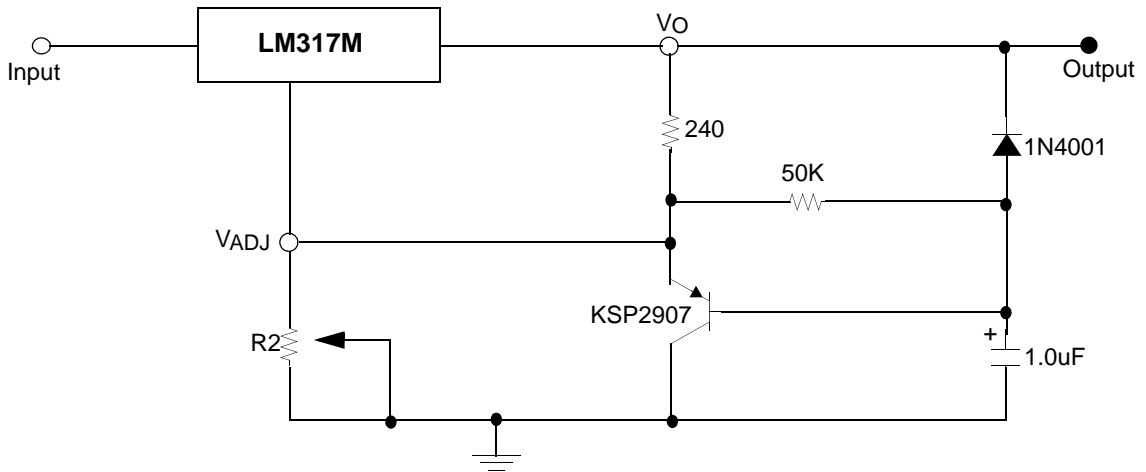 LM317M
VO
Input
Output
240
1N4001
50K
VADJ
KSP2907
R2
+
1.0uF